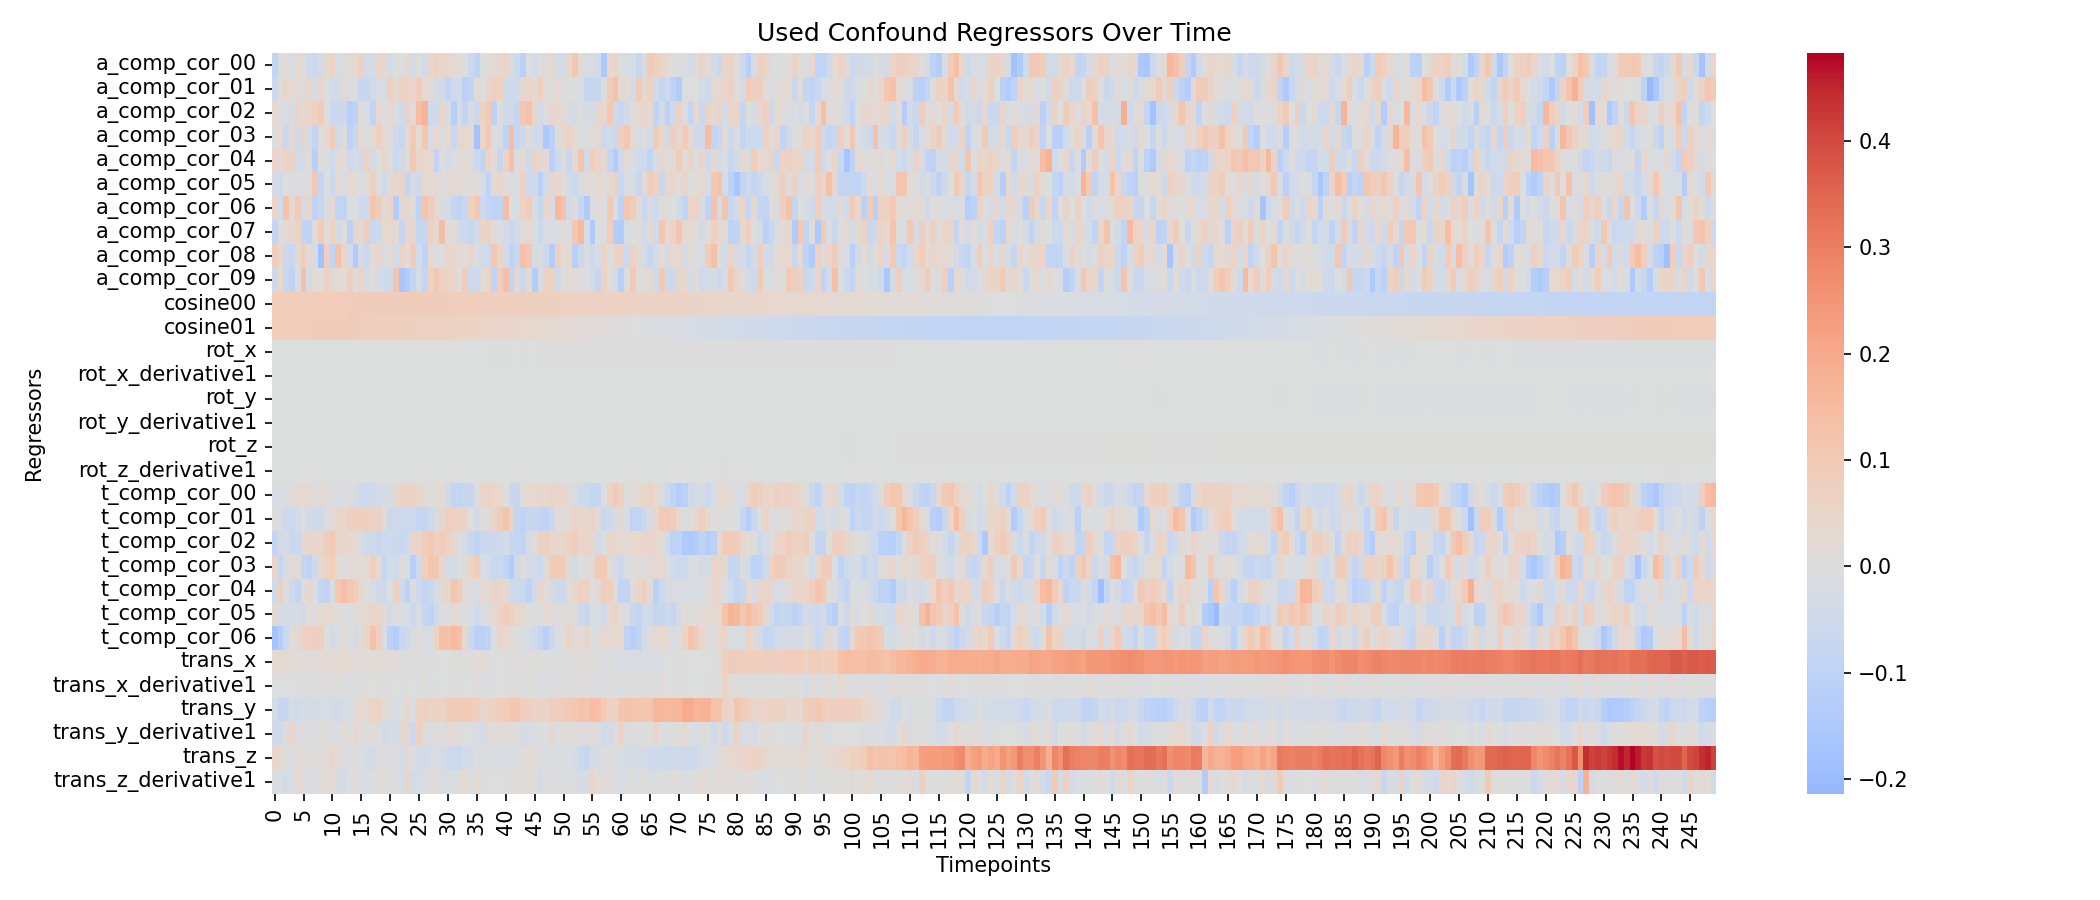 Used Confound Regressors Over Time
a_comp_cor_00
a_comp_cor_01
a_comp_cor_02
a_comp_cor_03
a_comp_cor_04
a_comp_cor_05
a_comp_cor_06
a_comp_cor_07
a_comp_cor_08
a_comp_cor_09
cosine00
cosine01
rot_x
rot_x_derivative1
rot_y
rot_y_derivative1
rot_z
rot_z_derivative1
t_comp_cor_00
t_comp_cor_01
t_comp_cor_02
t_comp_cor_03
t_comp_cor_04
t_comp_cor_05
t_comp_cor_06
trans_x
trans_x_derivative1
trans_y
trans_y_derivative1
trans_z
trans_z_derivative1
Regressors
0 5 10 15 20 25 30 35 40 45 50 55 60 65 70 75 80 85 90 95 100 105 110 115 120 125 130 135 140 145 150 155 160 165 170 175 180 185 190 195 200 205 210 215 220 225 230 235 240 245
Timepoints
0.4
0.3
0.2
0.1
0.0
−0.1
−0.2